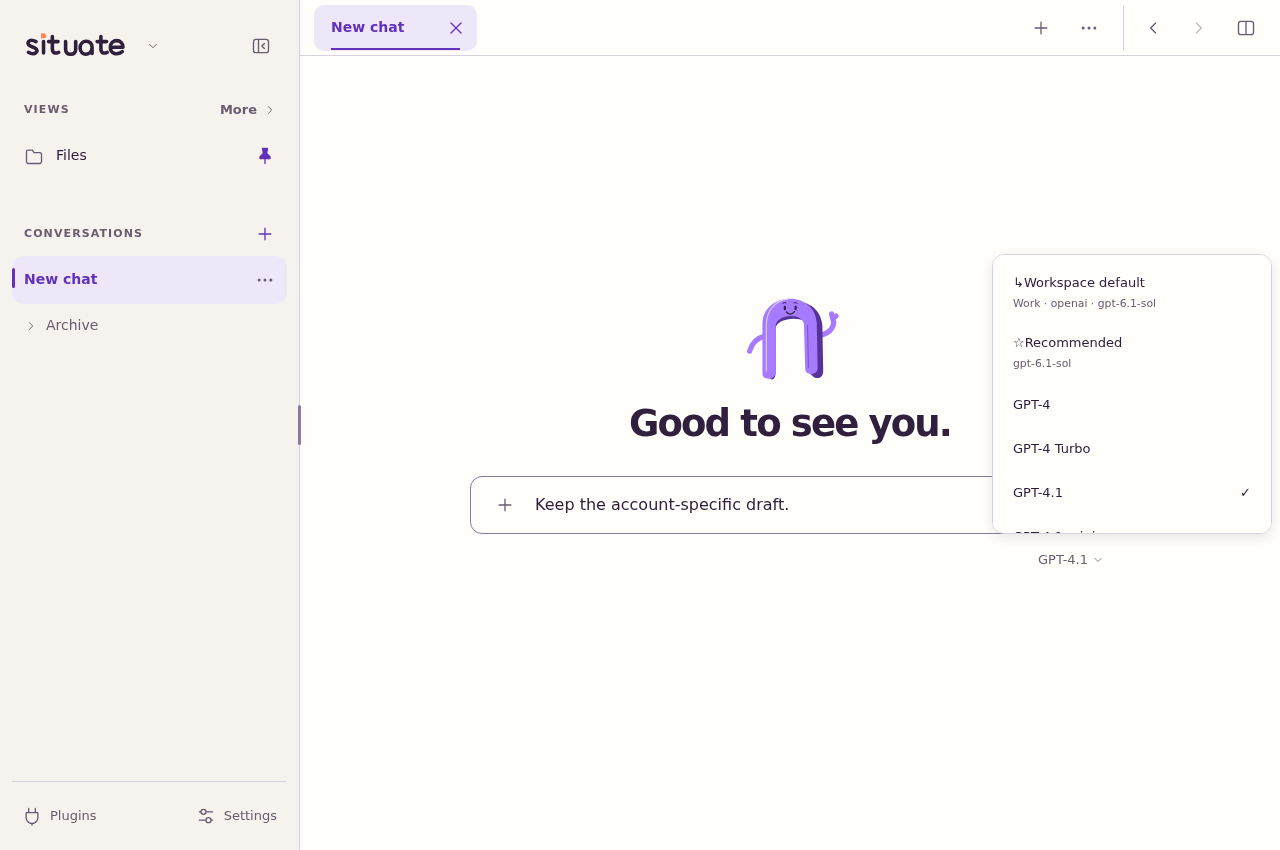 situate
New chat
VIEWS
More
Files
CONVERSATIONS
New chat
Archive
↳Workspace default
Work · openai · gpt-6.1-sol
☆Recommended
gpt-6.1-sol
GPT-4
GPT-4 Turbo
GPT-4.1 ✓
Good to see you.
Keep the account-specific draft.
GPT-4.1
Plugins
Settings